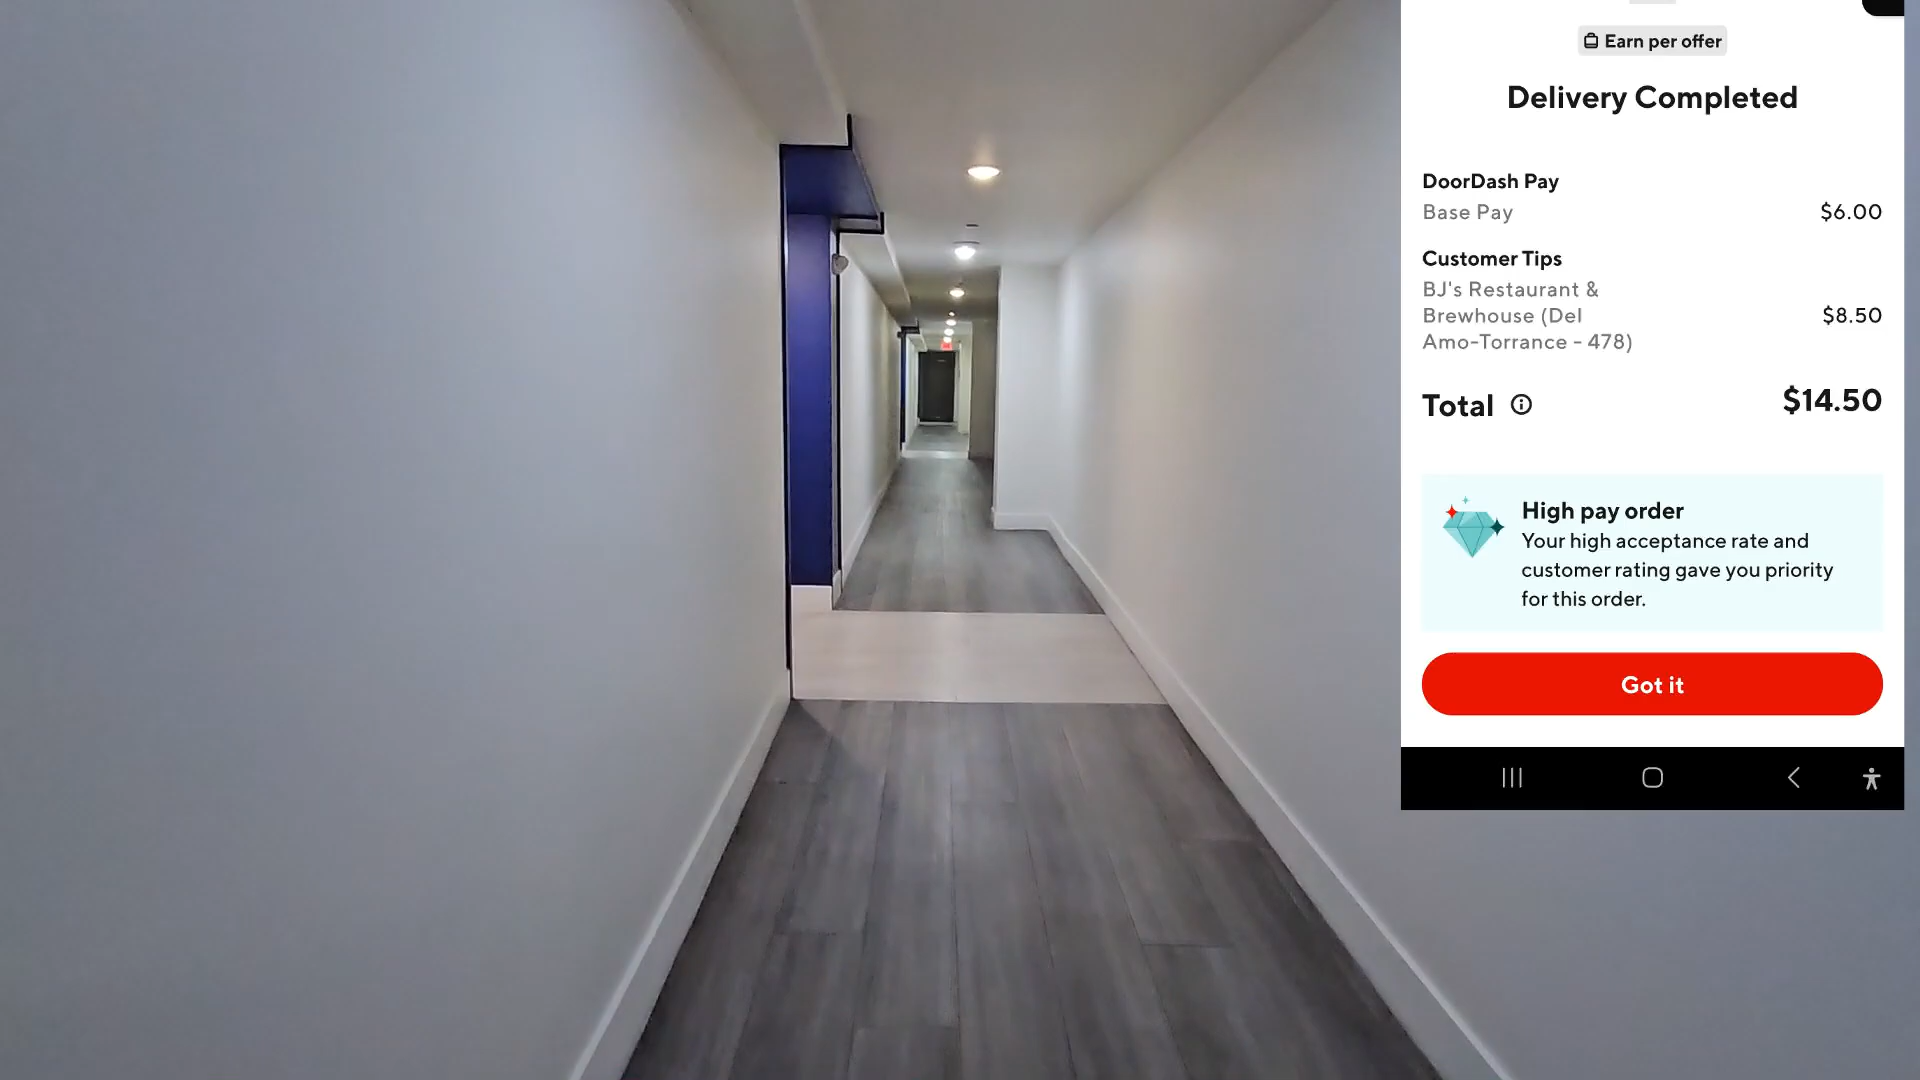 Earn per offer
Delivery Completed
DoorDash Pay
Base Pay
$6.00
Customer Tips
BJ's Restaurant &
Brewhouse (Del
Amo-Torrance - 478)
$8.50
Total
$14.50
High pay order
Your high acceptance rate and
customer rating gave you priority
for this order.
Got it